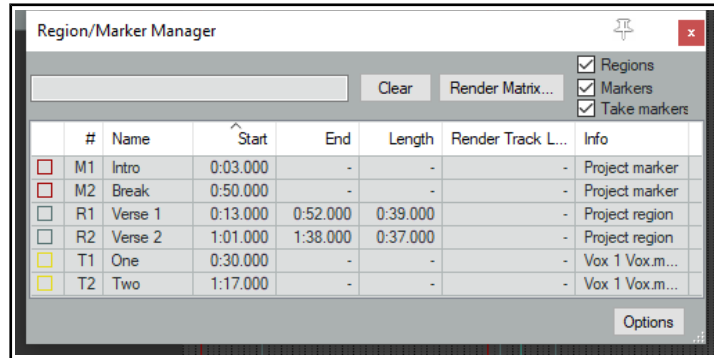 Region/Marker Manager
x
Clear Render Matrix... Regions
Markers
Take markers
# Name Start End Length Render Track L... Info
M1 Intro 0:03.000 - - - Project marker
M2 Break 0:50.000 - - - Project marker
R1 Verse 1 0:13.000 0:52.000 0:39.000 - Project region
R2 Verse 2 1:01.000 1:38.000 0:37.000 - Project region
T1 One 0:30.000 - - - Vox 1 Vox.m...
T2 Two 1:17.000 - - - Vox 1 Vox.m...
Options